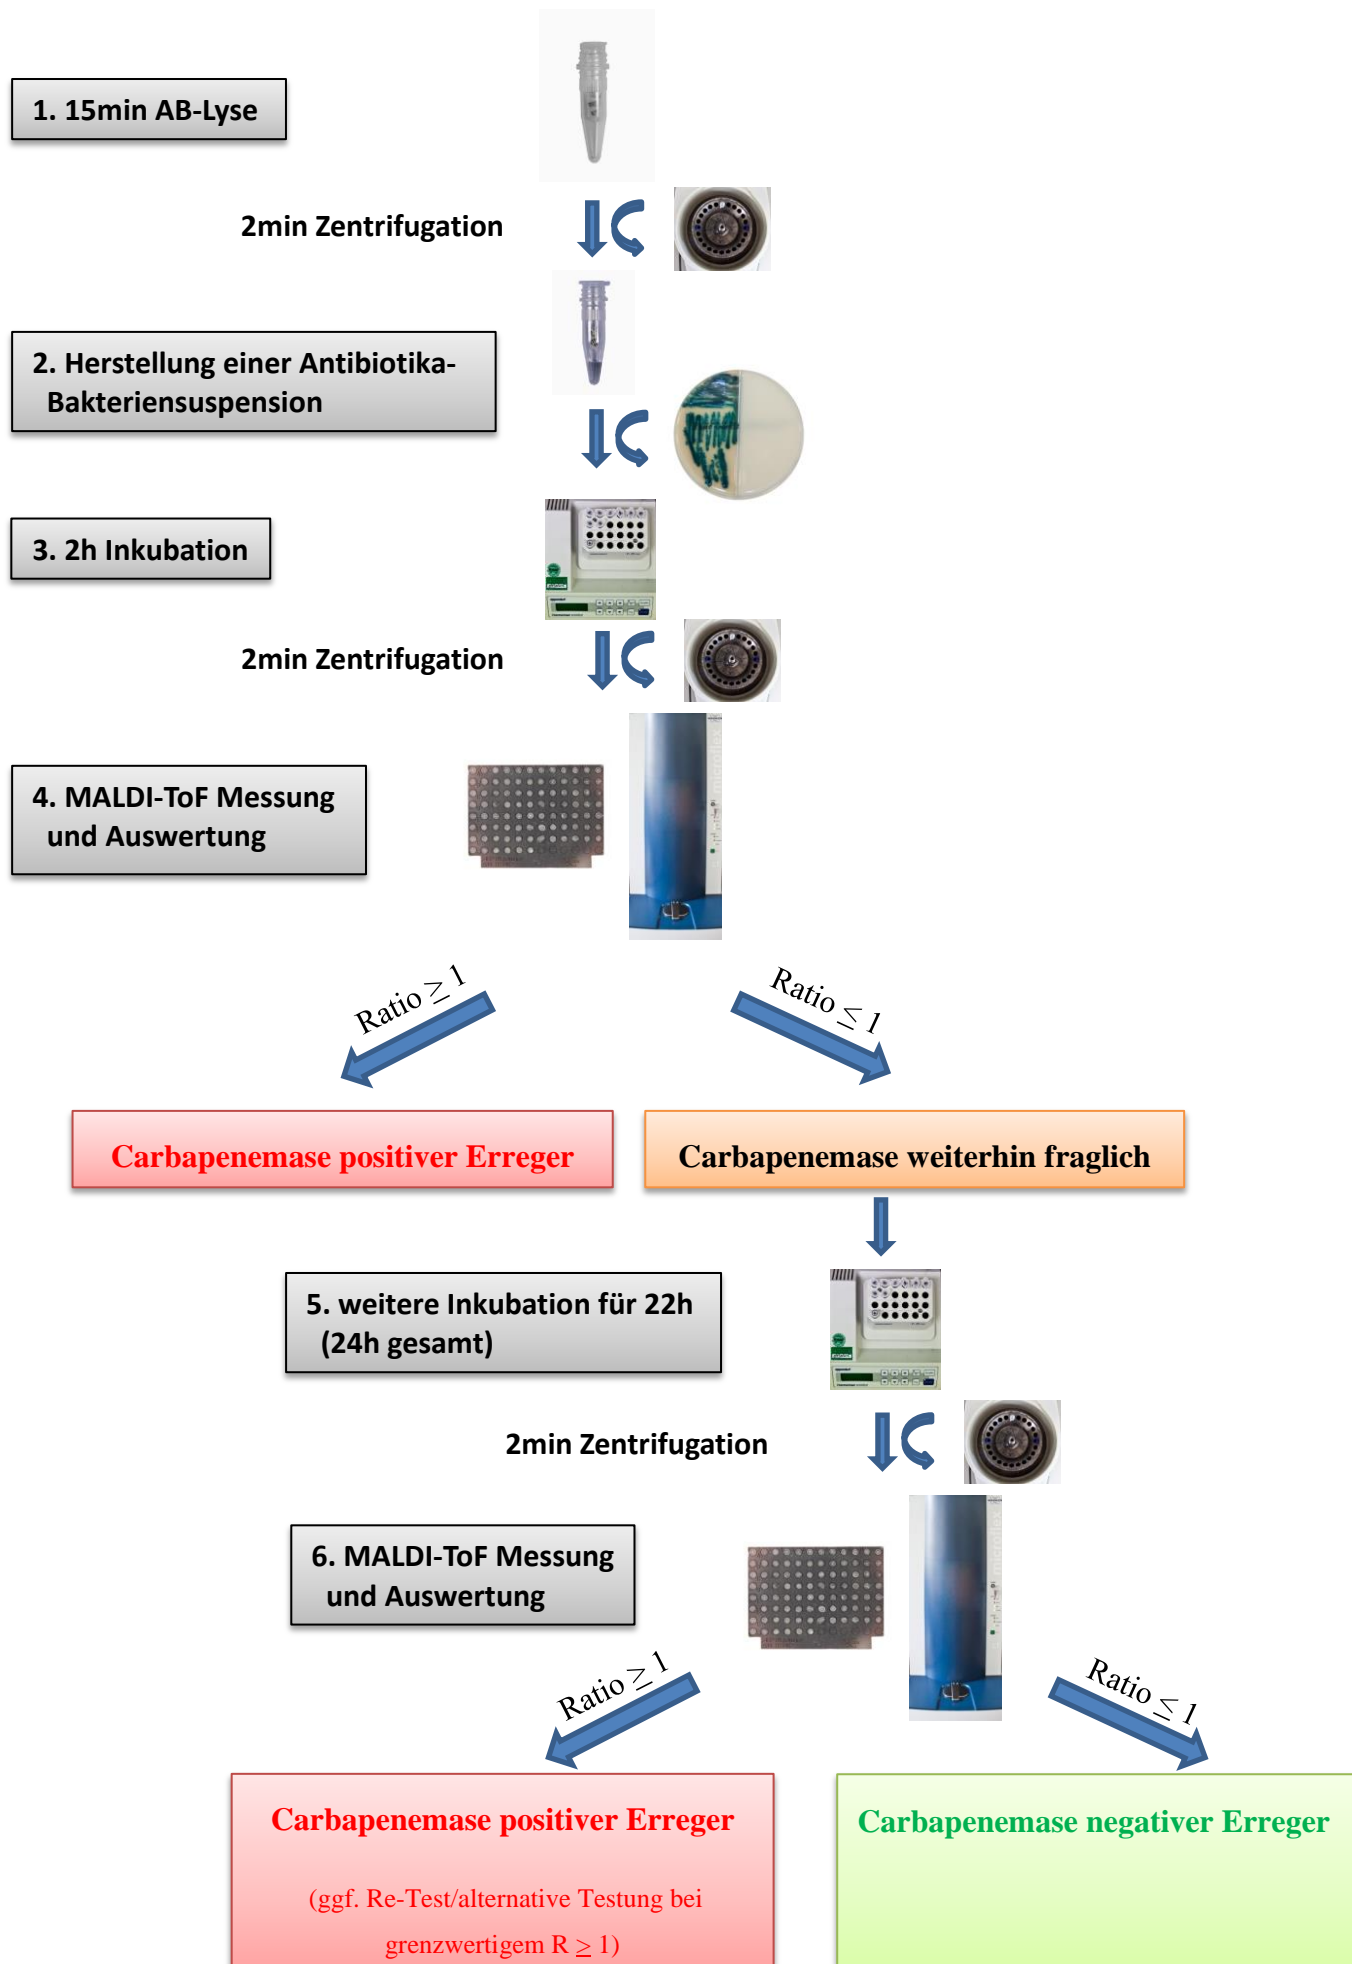 1. 15min AB-Lyse
2min Zentrifugation
2. Herstellung einer Antibiotika-
Bakteriensuspension
3. 2h Inkubation
2min Zentrifugation
4. MALDI-ToF Messung
und Auswertung
Ratio ≥ 1
Ratio ≤ 1
Carbapenemase positiver Erreger
Carbapenemase weiterhin fraglich
5. weitere Inkubation für 22h
(24h gesamt)
2min Zentrifugation
6. MALDI-ToF Messung
und Auswertung
Ratio ≥ 1
Ratio ≤ 1
Carbapenemase positiver Erreger
Carbapenemase negativer Erreger
(ggf. Re-Test/alternative Testung bei
grenzwertigem R ≥ 1)